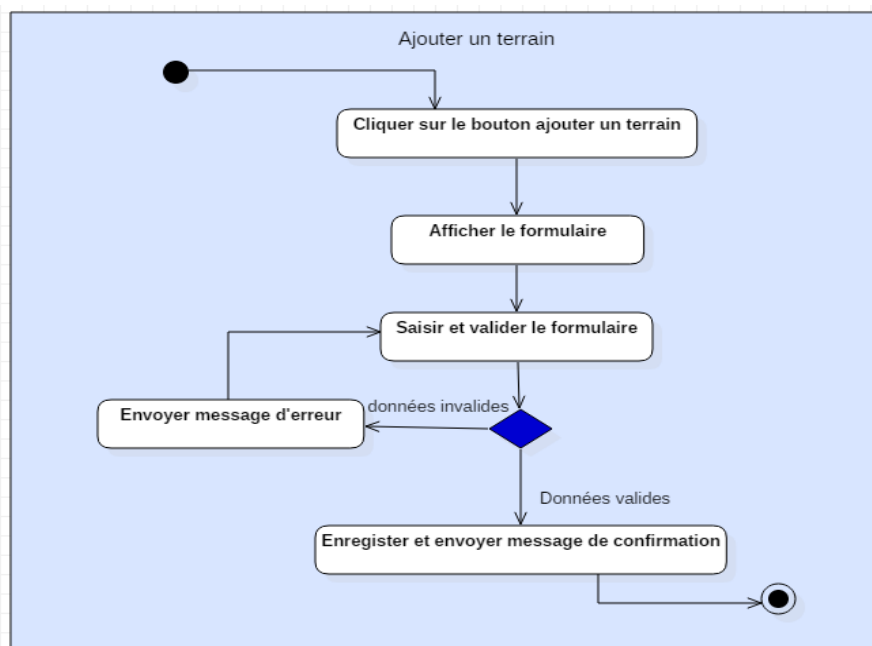 Ajouter un terrain
Cliquer sur le bouton ajouter un terrain
Afficher le formulaire
Saisir et valider le formulaire
données invalides
Envoyer message d'erreur
Données valides
Enregister et envoyer message de confirmation